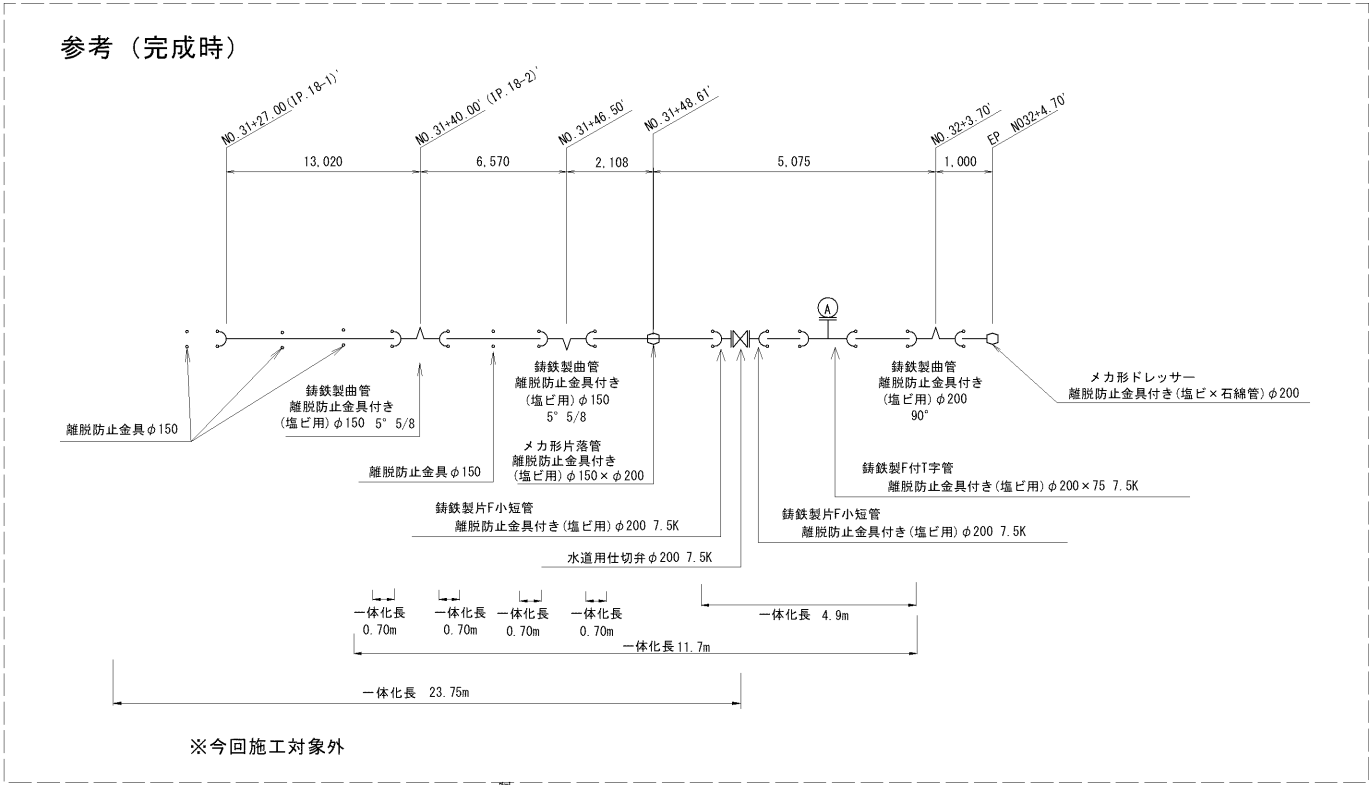 参考（完成時）
NO.31+27.00(IP.18-1)'
NO.31+40.00'(IP.18-2)'
NO.31+46.50'
NO.31+48.61'
NO.32+3.70'
EP NO32+4.70'
13,020
6,570
2,108
5,075
1,000
A
離脱防止金具φ150
鋳鉄製曲管
離脱防止金具付き
(塩ビ用)φ150 5° 5/8
離脱防止金具φ150
鋳鉄製曲管
離脱防止金具付き
(塩ビ用)φ150
5° 5/8
メカ形片落管
離脱防止金具付き
(塩ビ用)φ150×φ200
鋳鉄製曲管
離脱防止金具付き
(塩ビ用)φ200
90°
メカ形ドレッサー
離脱防止金具付き(塩ビ×石綿管)φ200
鋳鉄製F付T字管
離脱防止金具付き(塩ビ用)φ200×75 7.5K
鋳鉄製片F小短管
離脱防止金具付き(塩ビ用)φ200 7.5K
鋳鉄製片F小短管
離脱防止金具付き(塩ビ用)φ200 7.5K
水道用仕切弁φ200 7.5K
一体化長
0.70m
一体化長
0.70m
一体化長
0.70m
一体化長
0.70m
一体化長 4.9m
一体化長11.7m
一体化長 23.75m
※今回施工対象外